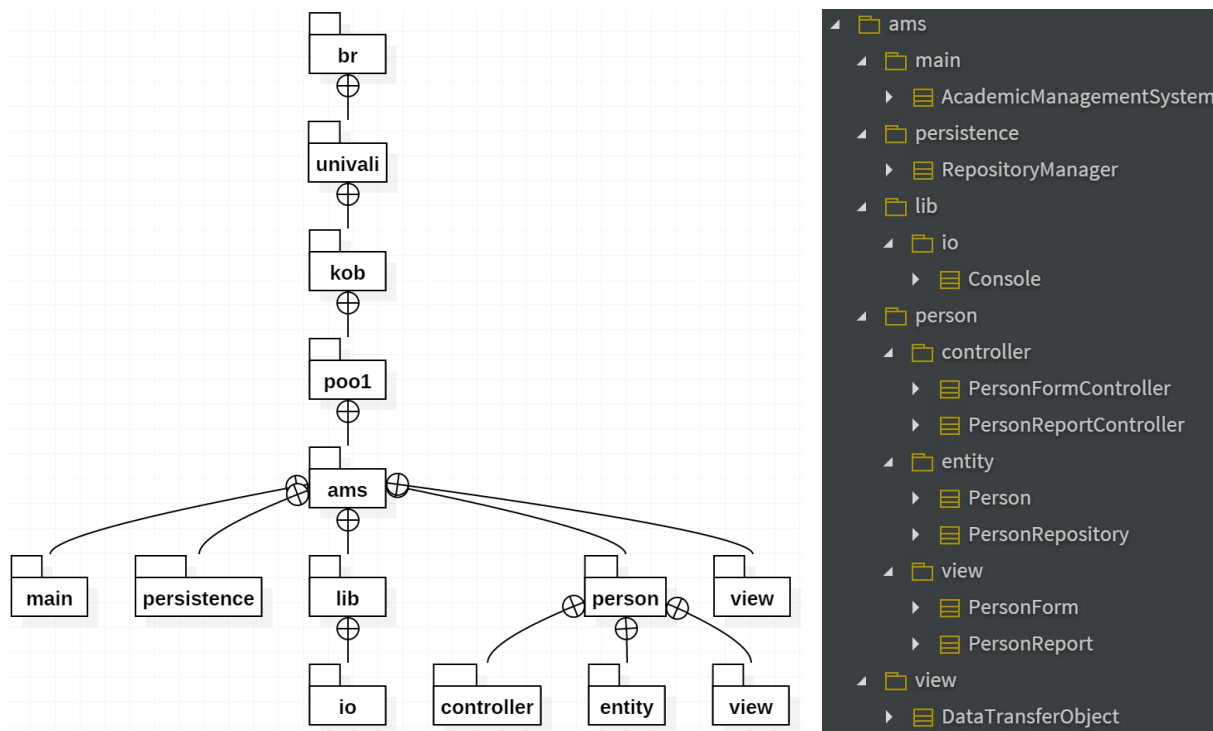 br
univali
kob
poo1
ams
main
persistence
lib
person
view
io
controller
entity
view
ams
main
AcademicManagementSystem
persistence
RepositoryManager
lib
io
Console
person
controller
PersonFormController
PersonReportController
entity
Person
PersonRepository
view
PersonForm
PersonReport
view
DataTransferObject